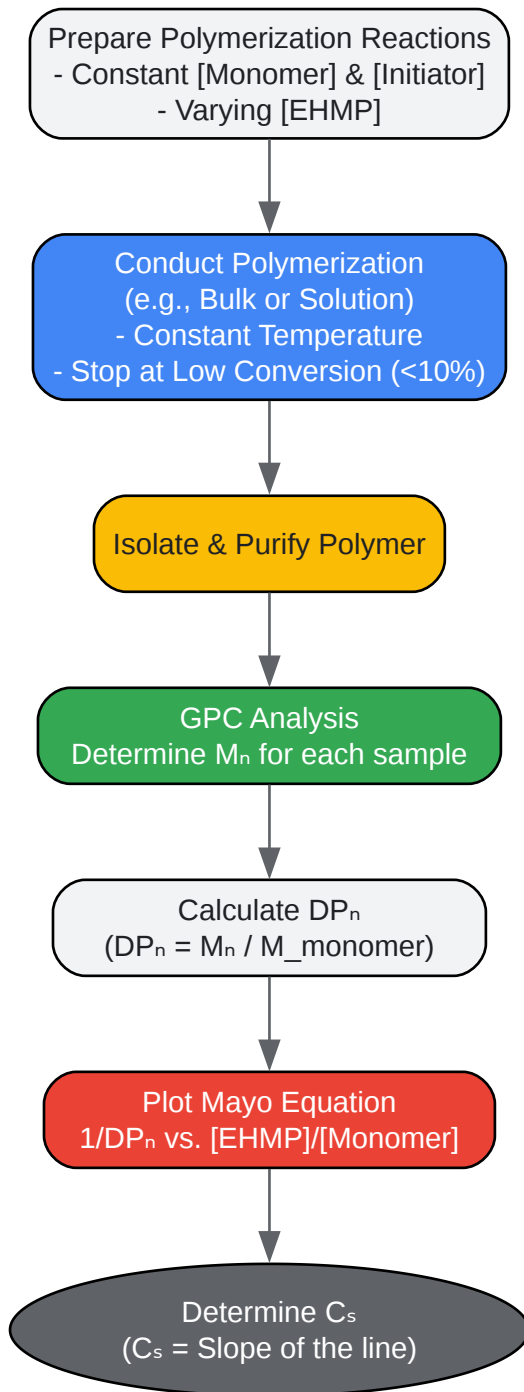 Prepare Polymerization Reactions
- Constant [Monomer] & [Initiator]
- Varying [EHMP]
Conduct Polymerization
(e.g., Bulk or Solution)
- Constant Temperature
- Stop at Low Conversion (<10%)
Isolate & Purify Polymer
GPC Analysis
Determine Mₙ for each sample
Calculate DPₙ
(DPₙ = Mₙ / M_monomer)
Plot Mayo Equation
1/DPₙ vs. [EHMP]/[Monomer]
Determine Cₛ
(Cₛ = Slope of the line)